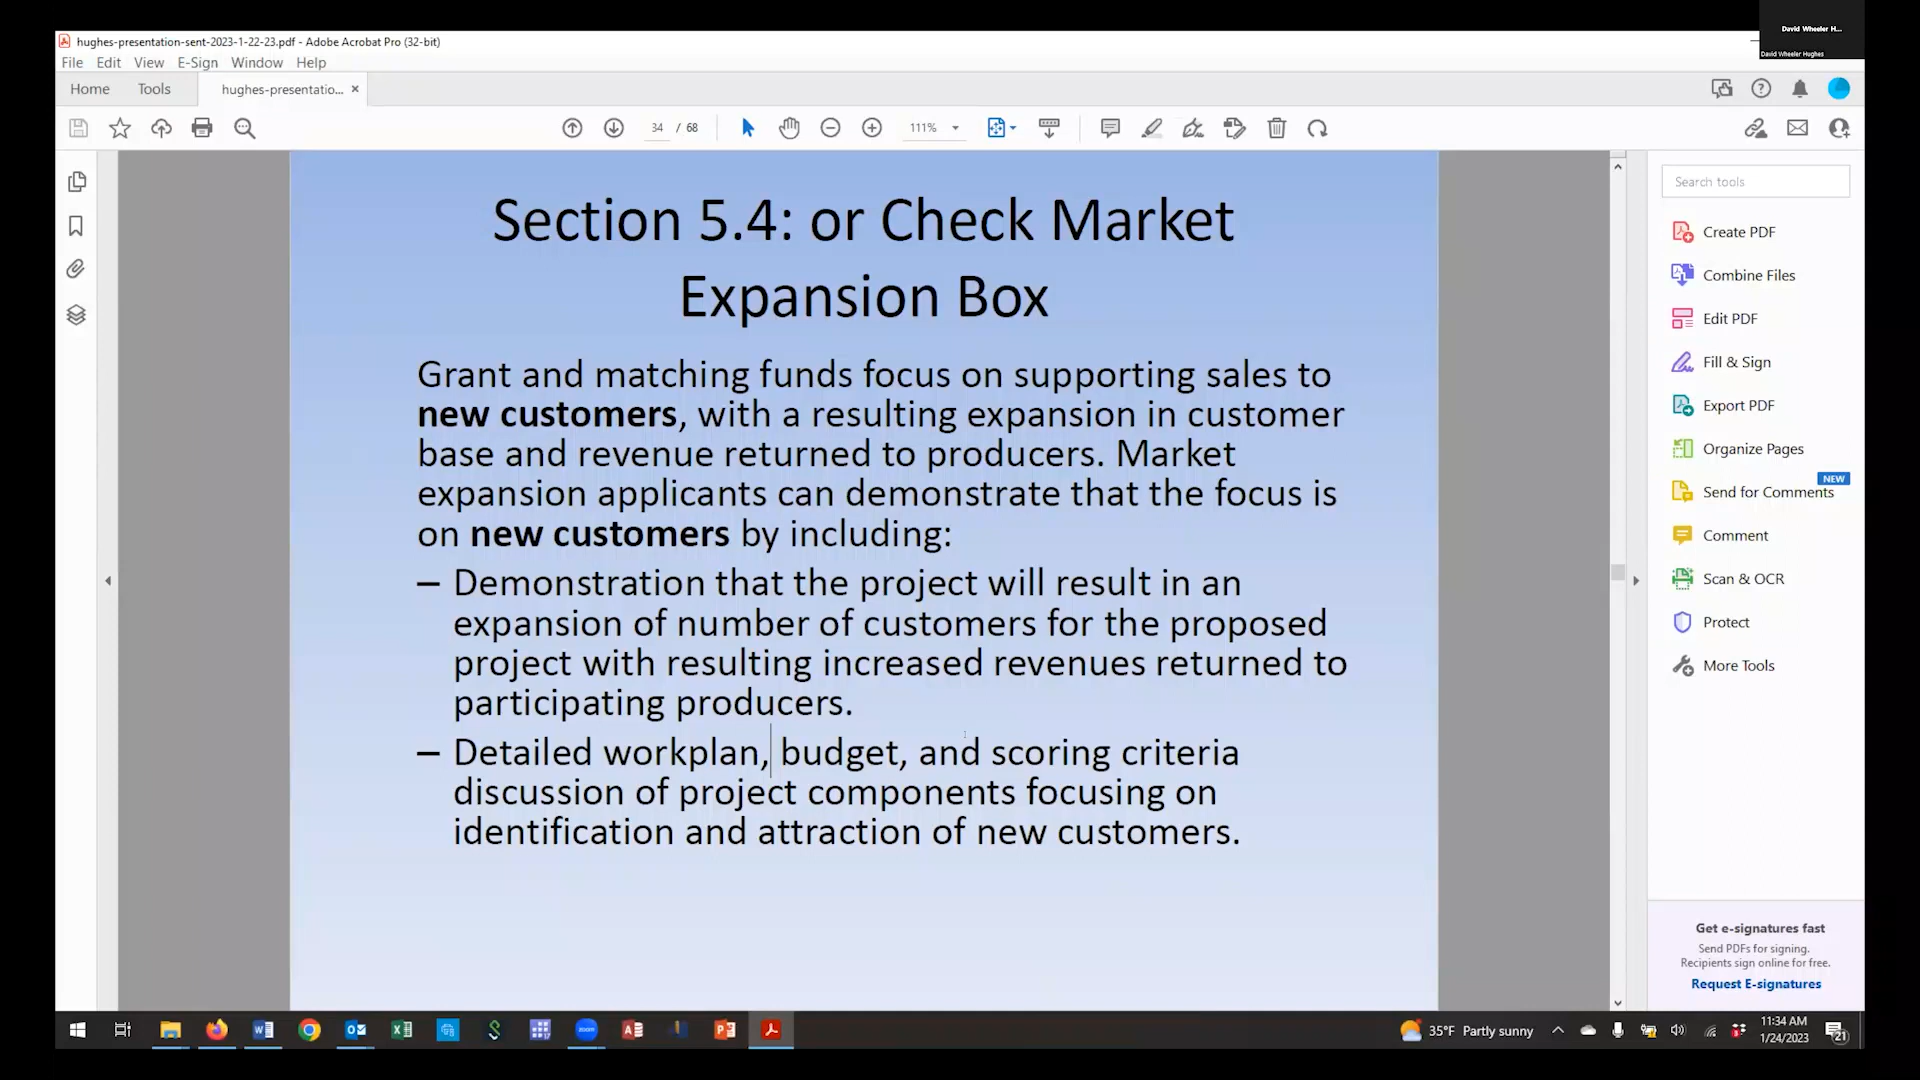 David Wheeler H...
David Wheeler Hughes
hughes-presentation-sent-2023-1-22-23.pdf - Adobe Acrobat Pro (32-bit)
File Edit View E-Sign Window Help
Home Tools hughes-presentatio... ×
34 / 68 111%
Section 5.4: or Check Market
Expansion Box
Grant and matching funds focus on supporting sales to
new customers, with a resulting expansion in customer
base and revenue returned to producers. Market
expansion applicants can demonstrate that the focus is
on new customers by including:
– Demonstration that the project will result in an
expansion of number of customers for the proposed
project with resulting increased revenues returned to
participating producers.
– Detailed workplan, budget, and scoring criteria
discussion of project components focusing on
identification and attraction of new customers.
Search tools
Create PDF
Combine Files
Edit PDF
Fill & Sign
Export PDF
Organize Pages
NEW
Send for Comments
Comment
Scan & OCR
Protect
More Tools
Get e-signatures fast
Send PDFs for signing.
Recipients sign online for free.
Request E-signatures
zoom
35°F Partly sunny
11:34 AM
1/24/2023
21